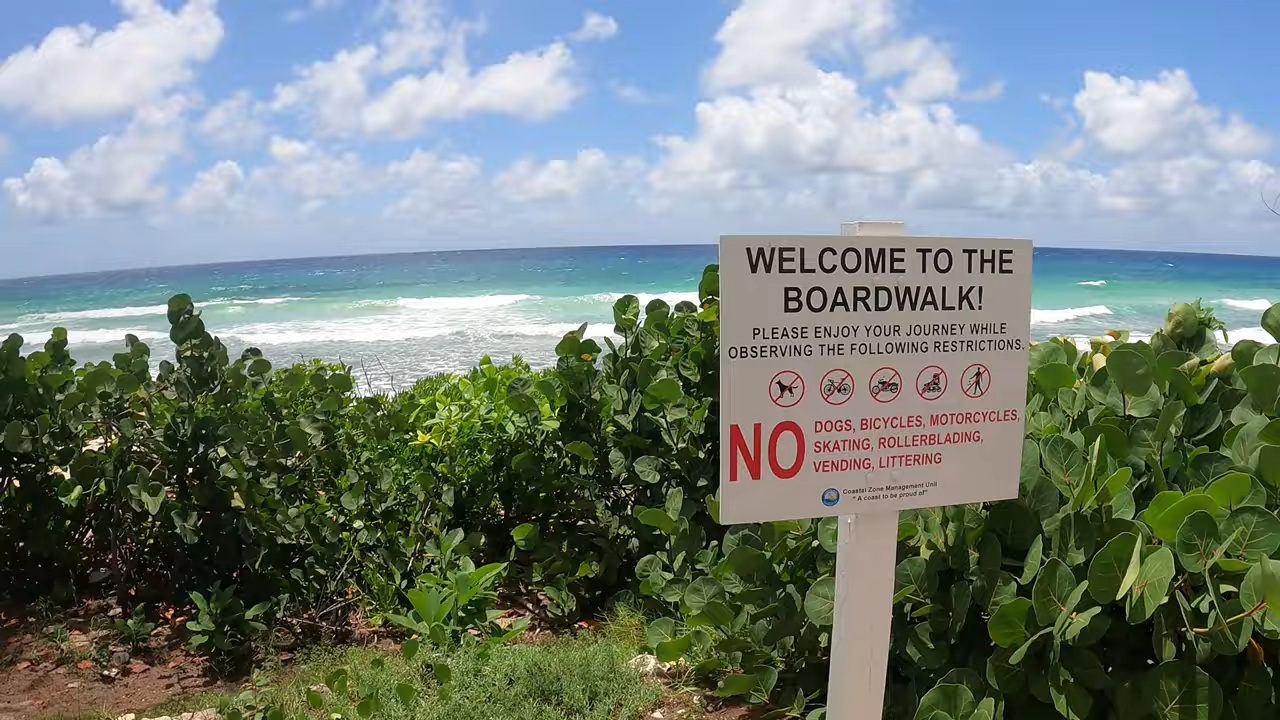 WELCOME TO THE
BOARDWALK!
PLEASE ENJOY YOUR JOURNEY WHILE
OBSERVING THE FOLLOWING RESTRICTIONS.
NO
DOGS, BICYCLES, MOTORCYCLES,
SKATING, ROLLERBLADING,
VENDING, LITTERING
Coastal Zone Management Unit
" A coast to be proud of"